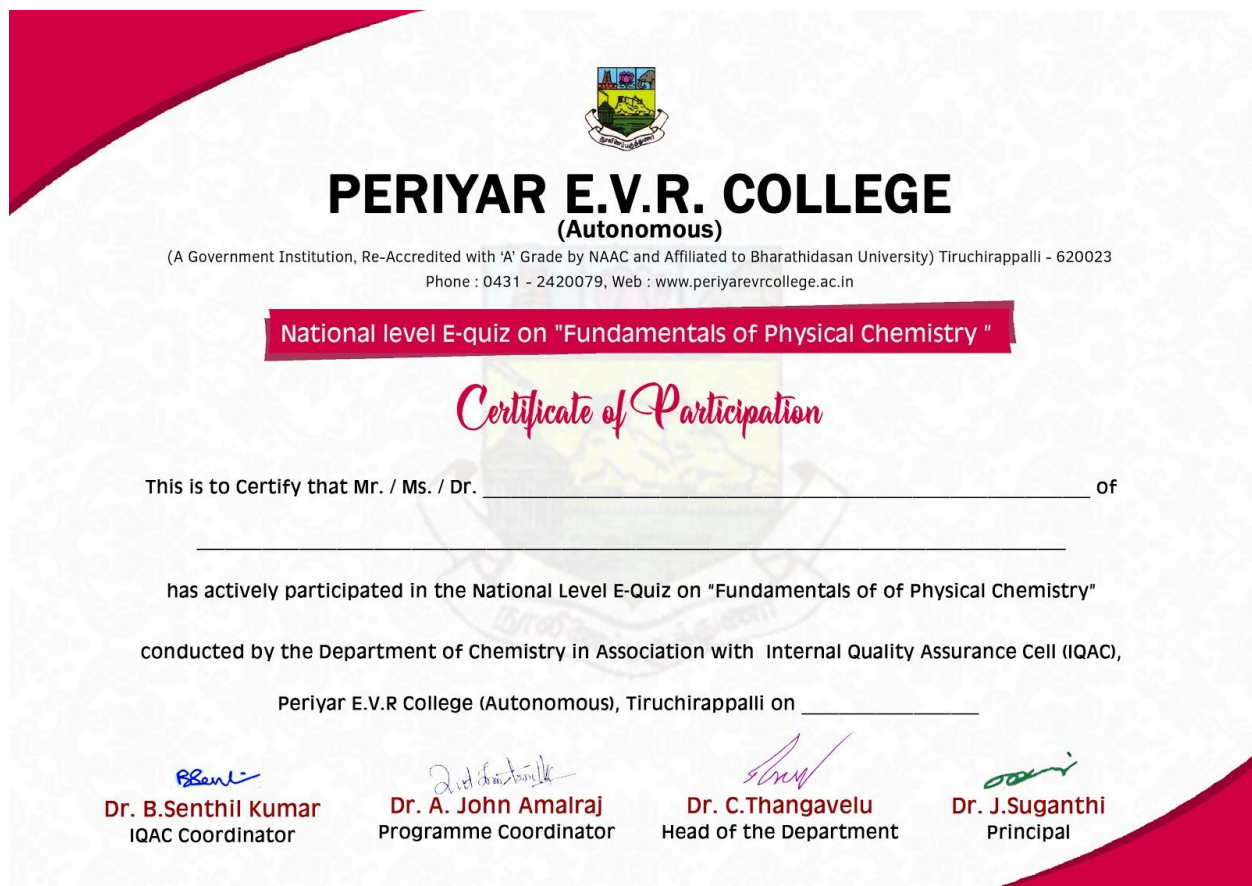 PERIYAR E.V.R. COLLEGE
(Autonomous)
(A Government Institution, Re-Accredited with ‘A’ Grade by NAAC and Affiliated to Bharathidasan University) Tiruchirappalli - 620023
Phone : 0431 - 2420079, Web : www.periyarevrcollege.ac.in
National level E-quiz on "Fundamentals of Physical Chemistry "
Certificate of Participation
This is to Certify that Mr. / Ms. / Dr. ____________ of
____________
has actively participated in the National Level E-Quiz on “Fundamentals of of Physical Chemistry”
conducted by the Department of Chemistry in Association with Internal Quality Assurance Cell (IQAC),
Periyar E.V.R College (Autonomous), Tiruchirappalli on ____________
Dr. B.Senthil Kumar
IQAC Coordinator
Dr. A. John Amalraj
Programme Coordinator
Dr. C.Thangavelu
Head of the Department
Dr. J.Suganthi
Principal